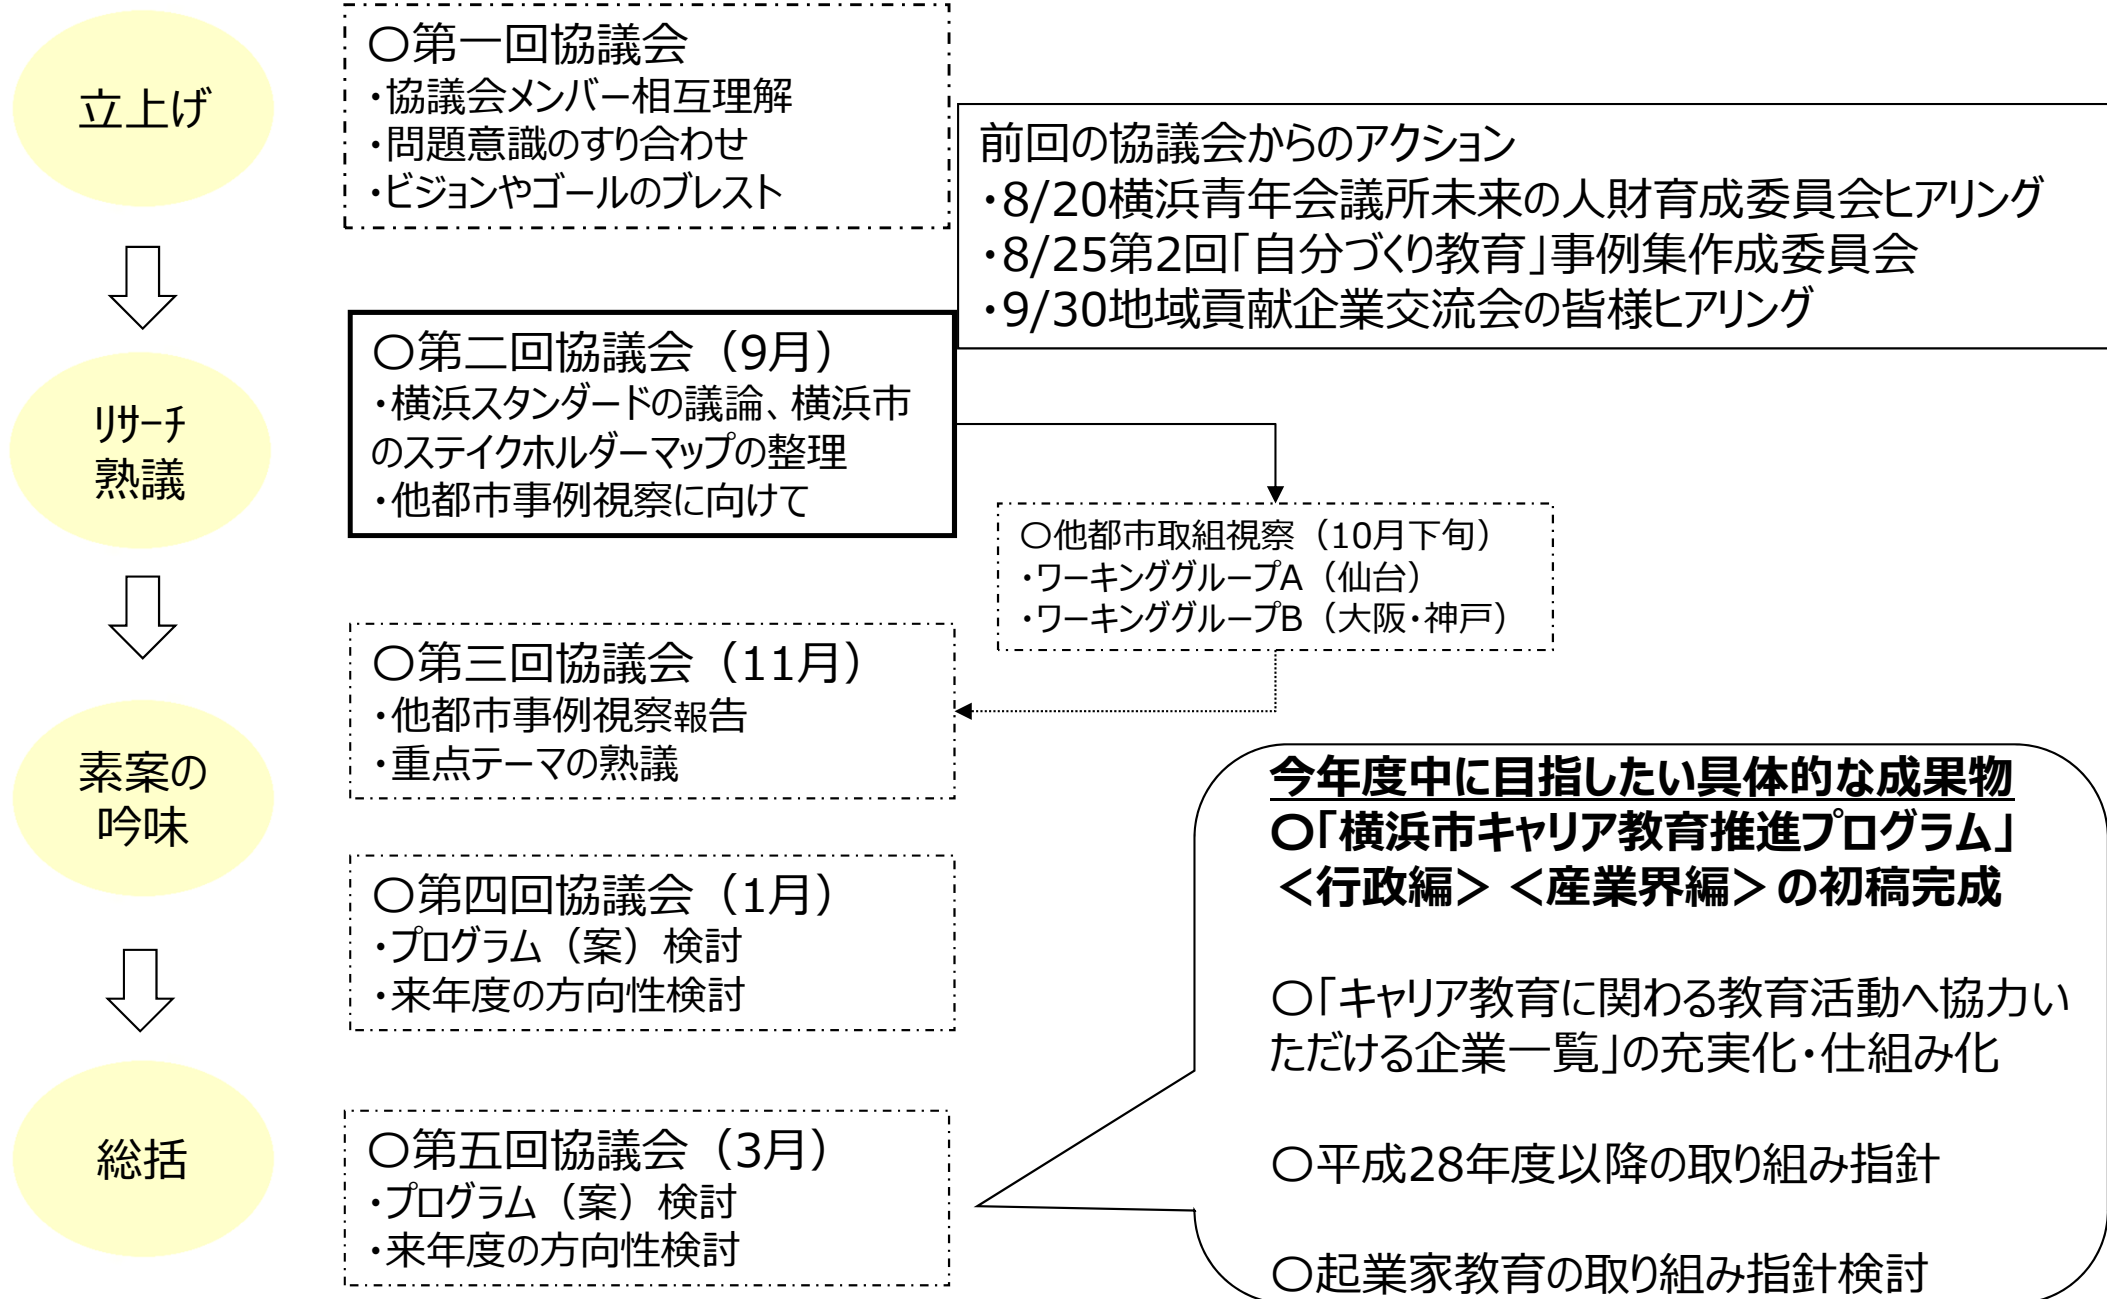 立上げ
リサーチ
熟議
素案の
吟味
総括
〇第一回協議会
・協議会メンバー相互理解
・問題意識のすり合わせ
・ビジョンやゴールのブレスト
前回の協議会からのアクション
・8/20横浜青年会議所未来の人財育成委員会ヒアリング
・8/25第2回「自分づくり教育」事例集作成委員会
・9/30地域貢献企業交流会の皆様ヒアリング
〇第二回協議会（9月）
・横浜スタンダードの議論、横浜市
のステイクホルダーマップの整理
・他都市事例視察に向けて
〇他都市取組視察（10月下旬）
・ワーキンググループA（仙台）
・ワーキンググループB（大阪・神戸）
〇第三回協議会（11月）
・他都市事例視察報告
・重点テーマの熟議
〇第四回協議会（1月）
・プログラム（案）検討
・来年度の方向性検討
〇第五回協議会（3月）
・プログラム（案）検討
・来年度の方向性検討
今年度中に目指したい具体的な成果物
〇「横浜市キャリア教育推進プログラム」
＜行政編＞＜産業界編＞の初稿完成
〇「キャリア教育に関わる教育活動へ協力い
ただける企業一覧」の充実化・仕組み化
〇平成28年度以降の取り組み指針
〇起業家教育の取り組み指針検討